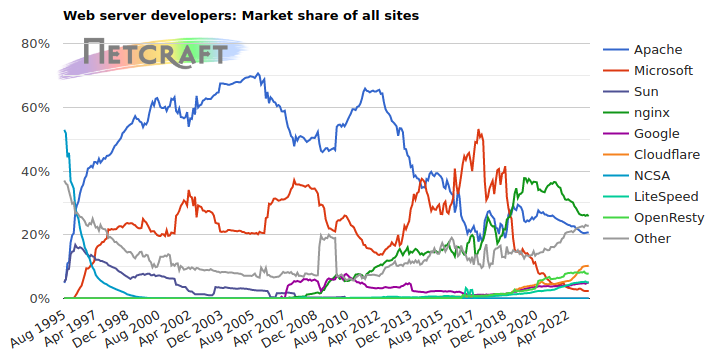 Web server developers: Market share of all sites
NETCRAFT
80%
60%
40%
20%
0%
Apache
Microsoft
Sun
nginx
Google
Cloudflare
NCSA
LiteSpeed
OpenResty
Other
Aug 1995
Apr 1997
Dec 1998
Aug 2000
Apr 2002
Dec 2003
Aug 2005
Apr 2007
Dec 2008
Aug 2010
Apr 2012
Dec 2013
Aug 2015
Apr 2017
Dec 2018
Aug 2020
Apr 2022